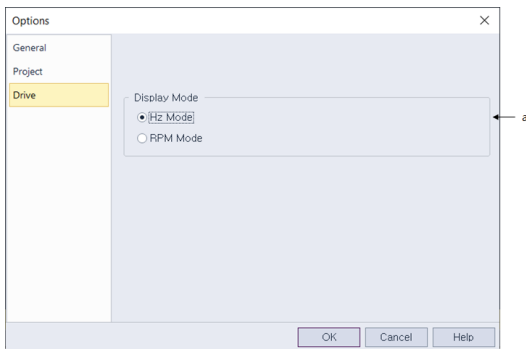 Options
General
Project
Drive
Display Mode
Hz Mode
RPM Mode
a
OK Cancel Help